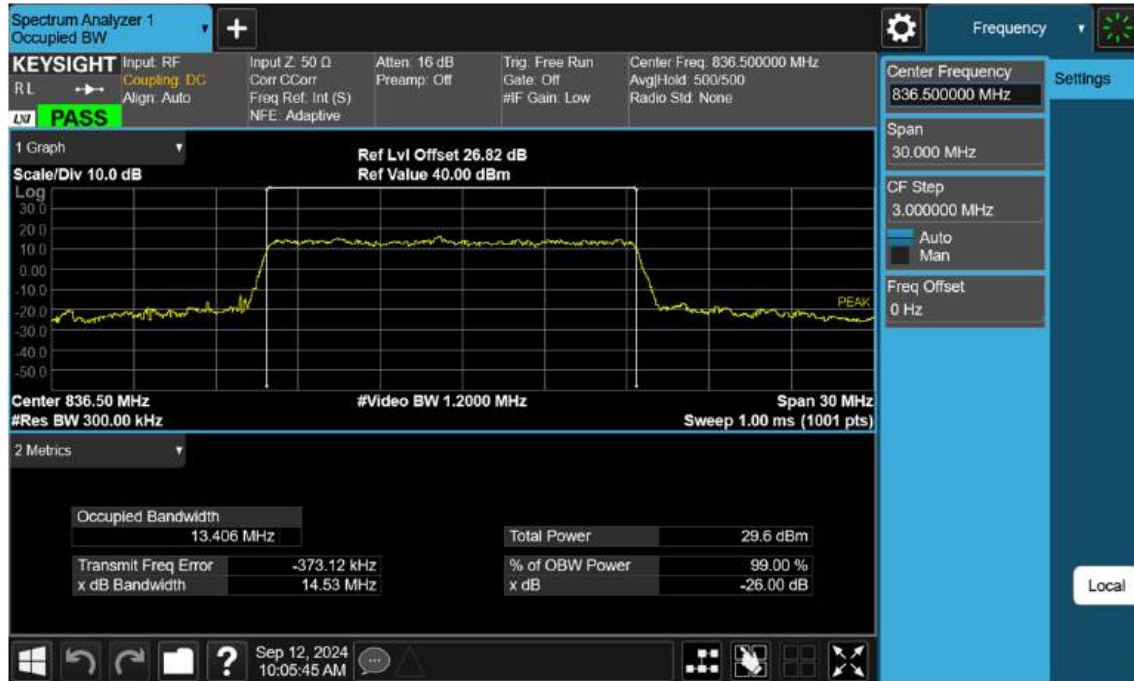 Spectrum Analyzer 1
Occupied BW
Frequency
KEYSIGHT
RL
LXI
PASS
Input: RF
Coupling: DC
Align: Auto
Input Z: 50 Ω
Corr CCorr
Freq Ref: Int (S)
NFE: Adaptive
Atten: 16 dB
Preamp: Off
Trig: Free Run
Gate: Off
#IF Gain: Low
Center Freq: 836.500000 MHz
Avg|Hold: 500/500
Radio Std: None
Center Frequency
836.500000 MHz
Settings
Span
30.000 MHz
CF Step
3.000000 MHz
Auto
Man
Freq Offset
0 Hz
Local
1 Graph
Scale/Div 10.0 dB
Ref Lvl Offset 26.82 dB
Ref Value 40.00 dBm
Log
30.0
20.0
10.0
0.00
-10.0
-20.0
-30.0
-40.0
-50.0
PEAK
Center 836.50 MHz
#Video BW 1.2000 MHz
Span 30 MHz
#Res BW 300.00 kHz
Sweep 1.00 ms (1001 pts)
2 Metrics
Occupied Bandwidth
13.406 MHz
Total Power 29.6 dBm
Transmit Freq Error -373.12 kHz
% of OBW Power 99.00 %
x dB Bandwidth 14.53 MHz
x dB -26.00 dB
?
Sep 12, 2024
10:05:45 AM